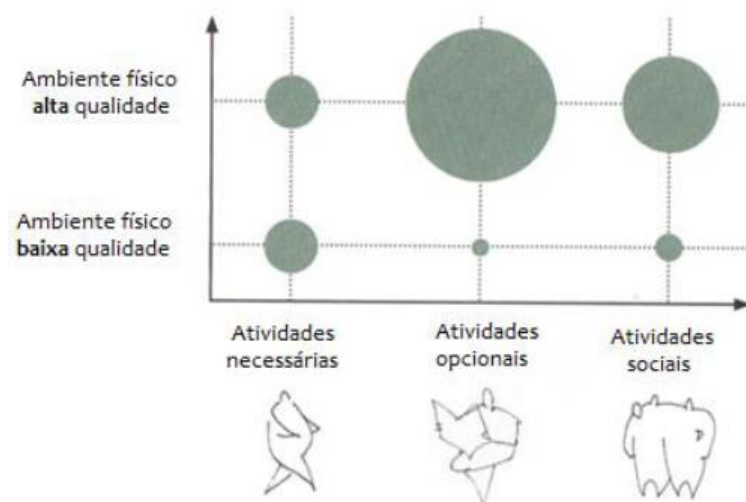 Ambiente físico
alta qualidade
Ambiente físico
baixa qualidade
Atividades
necessárias
Atividades
opcionais
Atividades
sociais